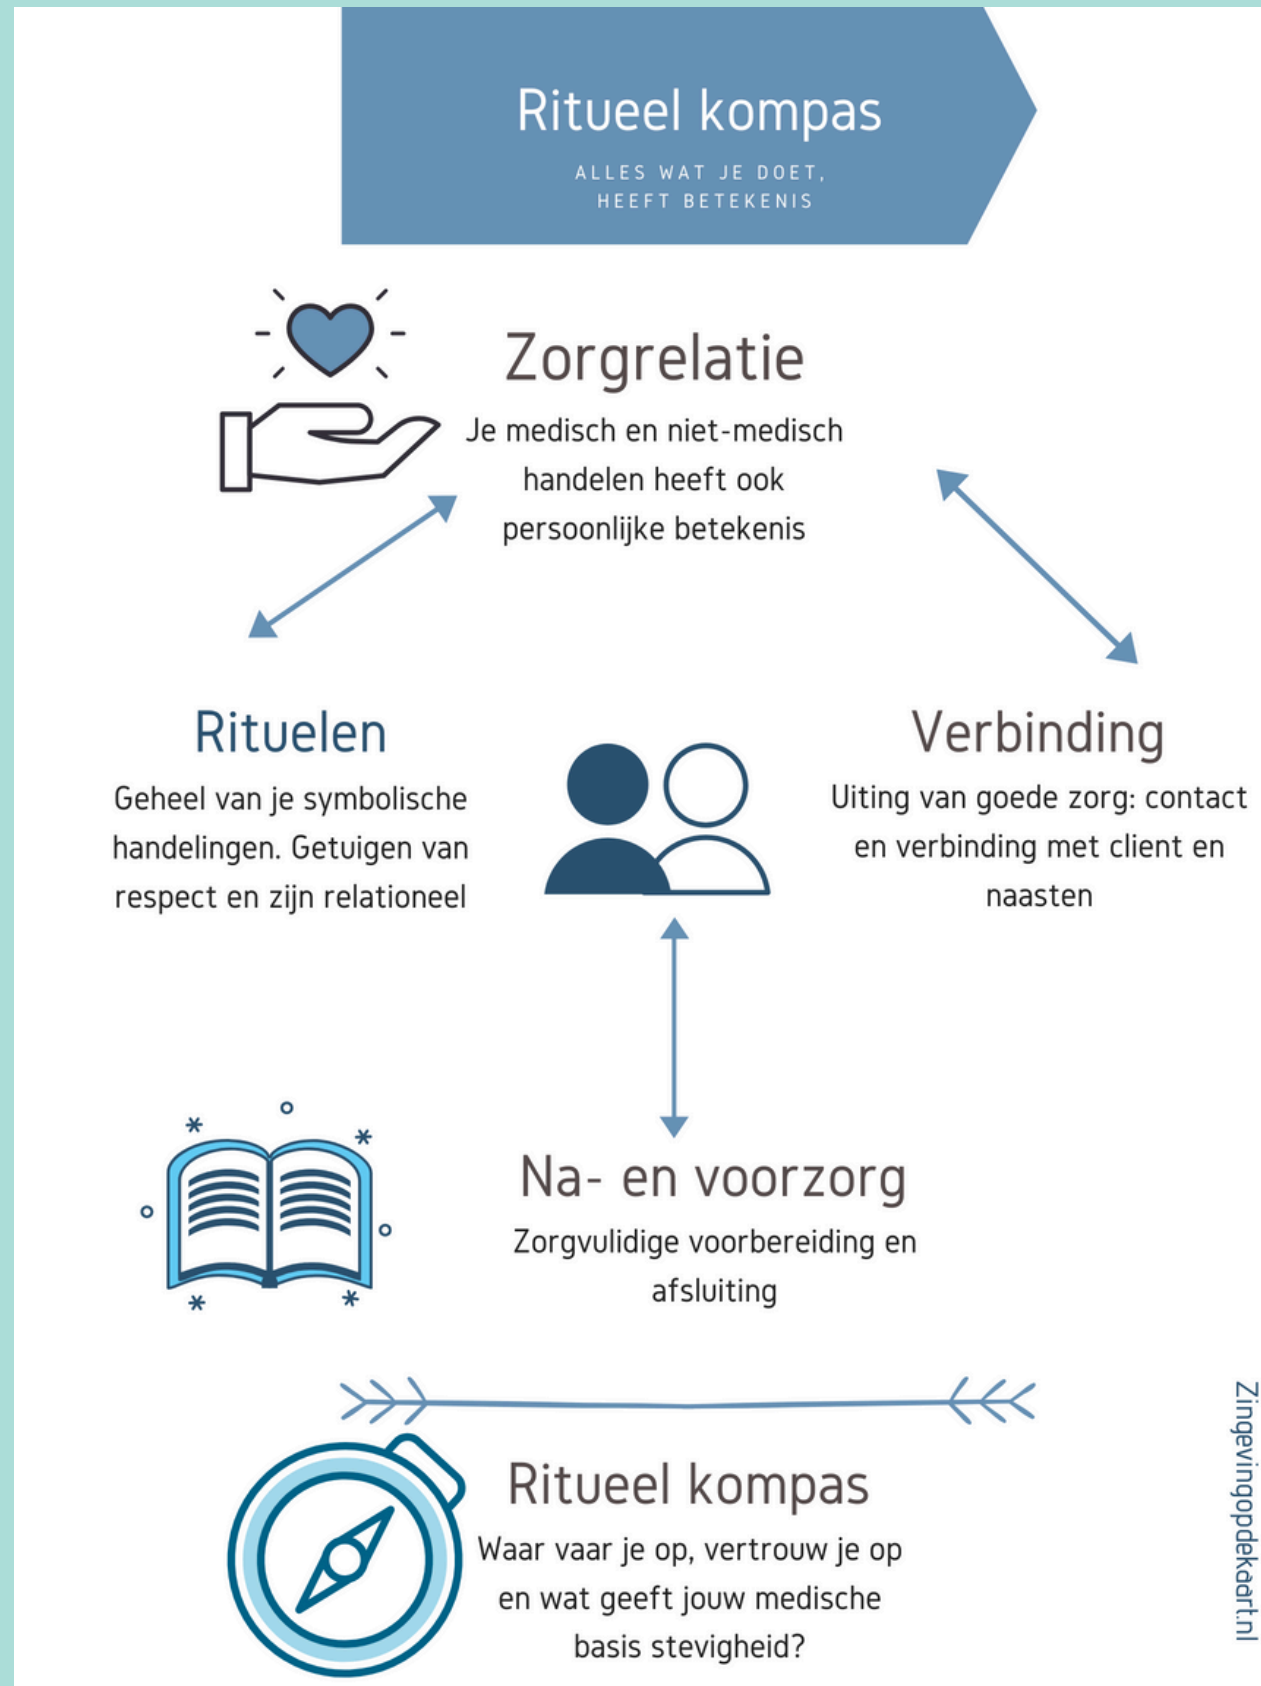 Ritueel kompas
ALLES WAT JE DOET,
HEEFT BETEKENIS
Zorgrelatie
Je medisch en niet-medisch
handelen heeft ook
persoonlijke betekenis
Rituelen
Geheel van je symbolische
handelingen. Getuigen van
respect en zijn relationeel
Verbinding
Uiting van goede zorg: contact
en verbinding met client en
naasten
Na- en voorzorg
Zorgvulidige voorbereiding en
afsluiting
Ritueel kompas
Waar vaar je op, vertrouw je op
en wat geeft jouw medische
basis stevigheid?
Zingevingopdekaart.nl